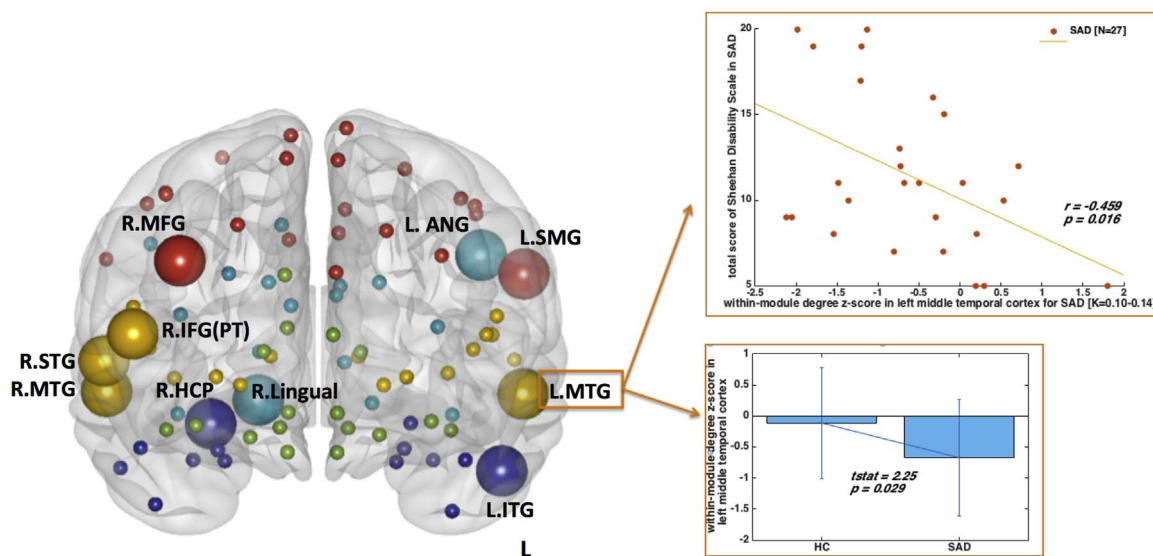 R.MFG
L. ANG
L.SMG
R.IFG(PT)
R.STG
R.MTG
R.HCP
R.Lingual
L.MTG
L.ITG
L
total score of Sheehan Disability Scale in SAD
20
15
10
5
SAD [N=27]
r = -0.459
p = 0.016
-2.5 -2 -1.5 -1 -0.5 0 0.5 1 1.5 2
within-module degree z-score in left middle temporal cortex for SAD [K=0.10-0.14]
within-module degree z-score in
left middle temporal cortex
1
0.5
0
-0.5
-1
-1.5
-2
tstat = 2.25
p = 0.029
HC SAD